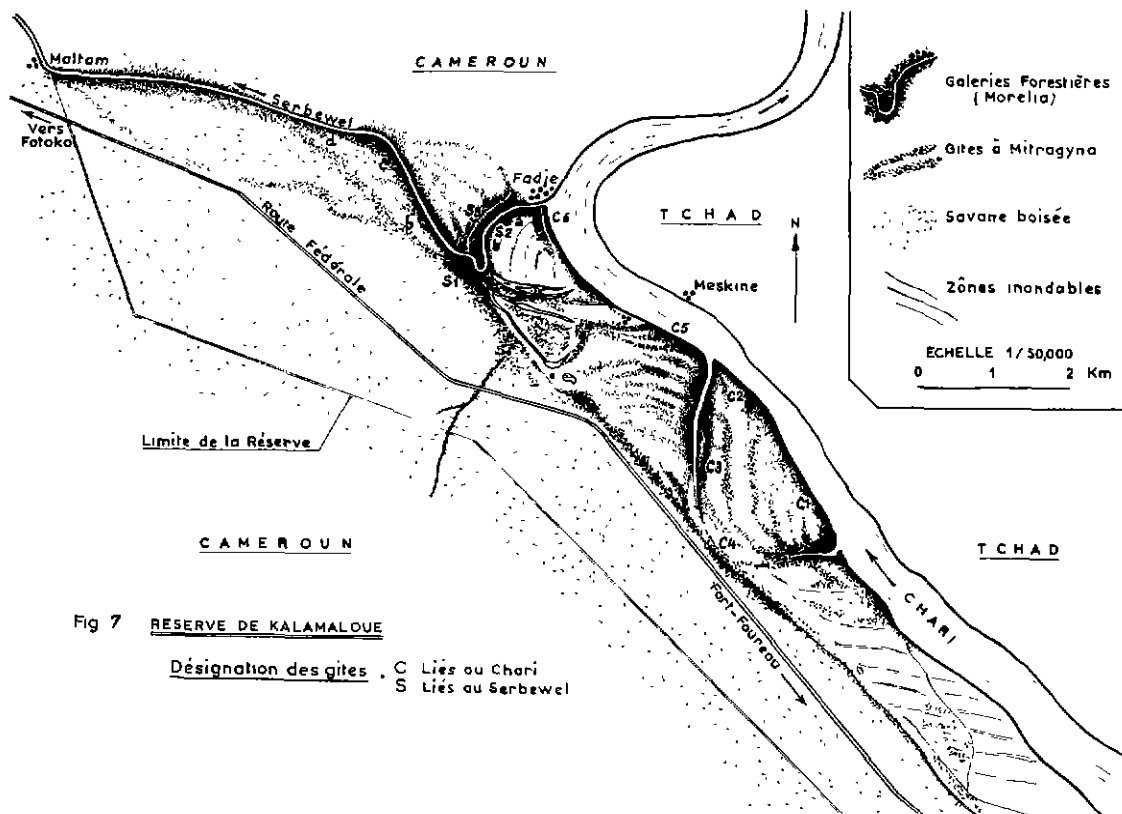 Maltam
CAMEROUN
Serbewel
d
c
b
Vers
Fotokol
Fadje
S3
S2
S1
C6
TCHAD
N
Meskine
C5
C2
C3
C1
C4
Route Fédérale
Limite de la Réserve
CAMEROUN
TCHAD
CHARI
Fort-Foureau
Galeries Forestières
(Morelia)
Gites à Mitragyna
Savane boisée
Zônes inondables
ECHELLE 1/50,000
0 1 2 Km
Fig 7 RESERVE DE KALAMALOUE
Désignation des gites . C Liés au Chari
S Liés au Serbewel